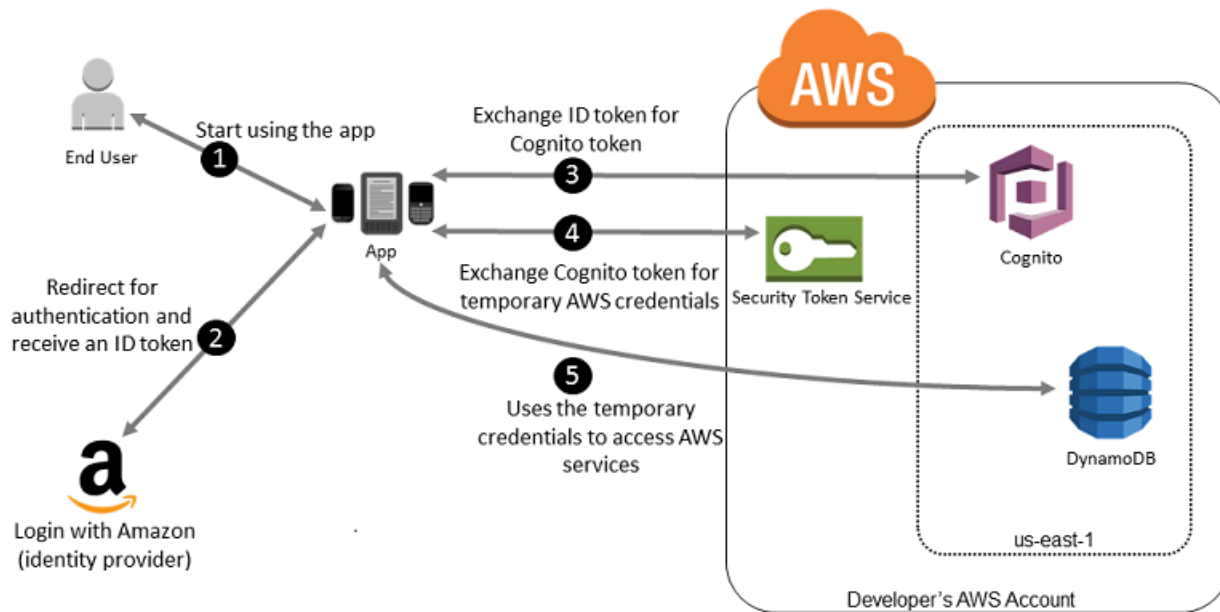 AWS
End User
Start using the app
1
Exchange ID token for
Cognito token
3
Cognito
App
4
Exchange Cognito token for
temporary AWS credentials
Security Token Service
Redirect for
authentication and
receive an ID token
2
5
Uses the temporary
credentials to access AWS
services
DynamoDB
a
Login with Amazon
(identity provider)
us-east-1
Developer's AWS Account